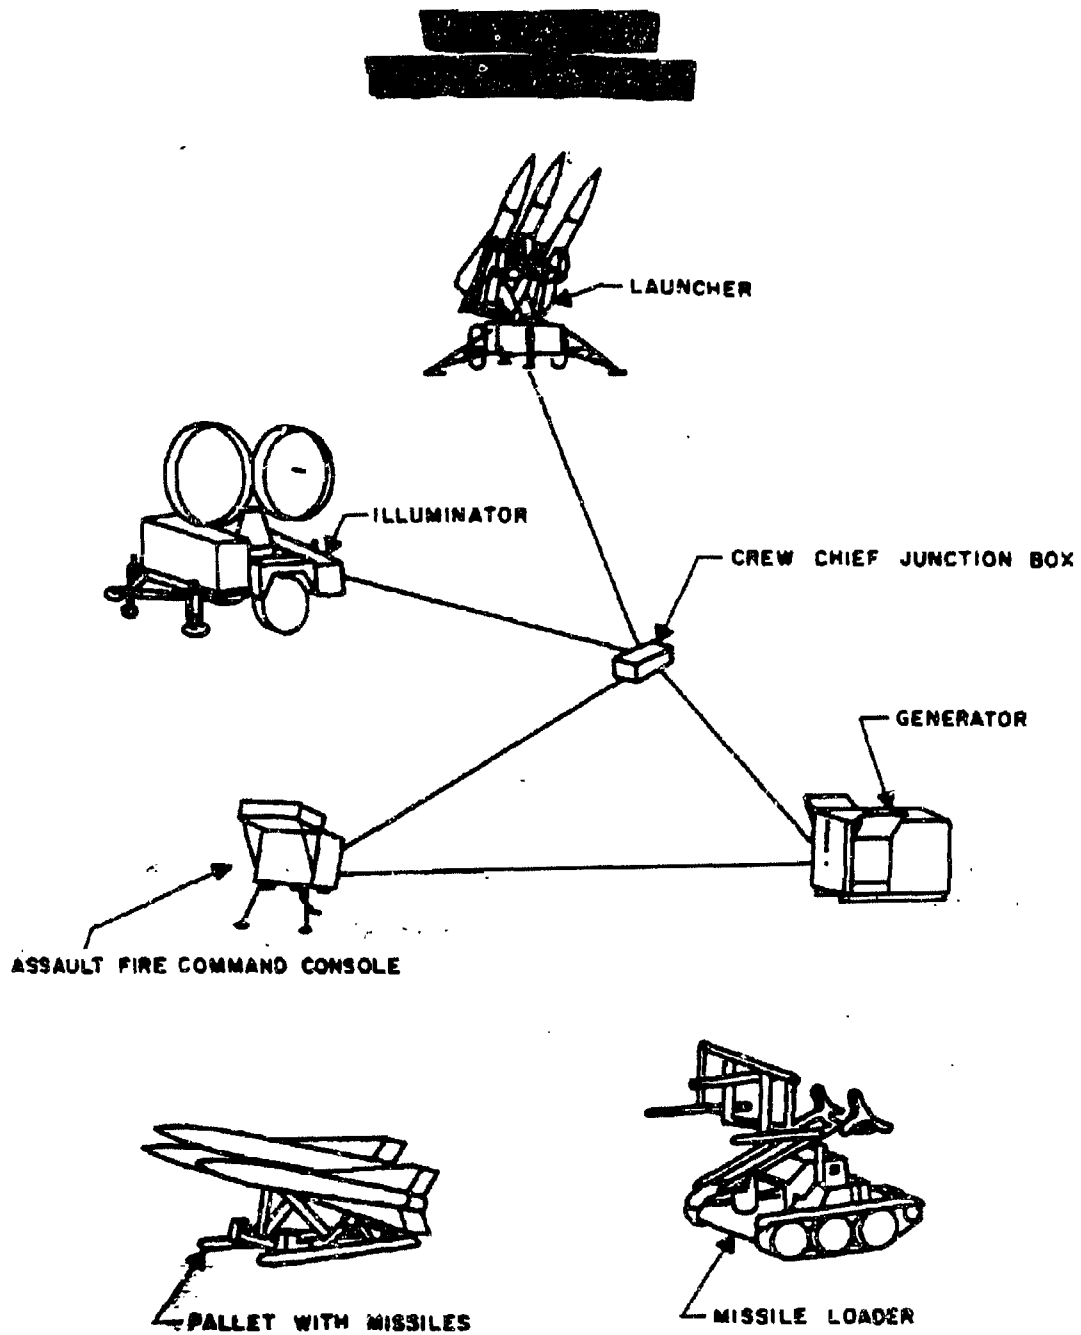 LAUNCHER
ILLUMINATOR
CREW CHIEF JUNCTION BOX
GENERATOR
ASSAULT FIRE COMMAND CONSOLE
PALLET WITH MISSILES
MISSILE LOADER